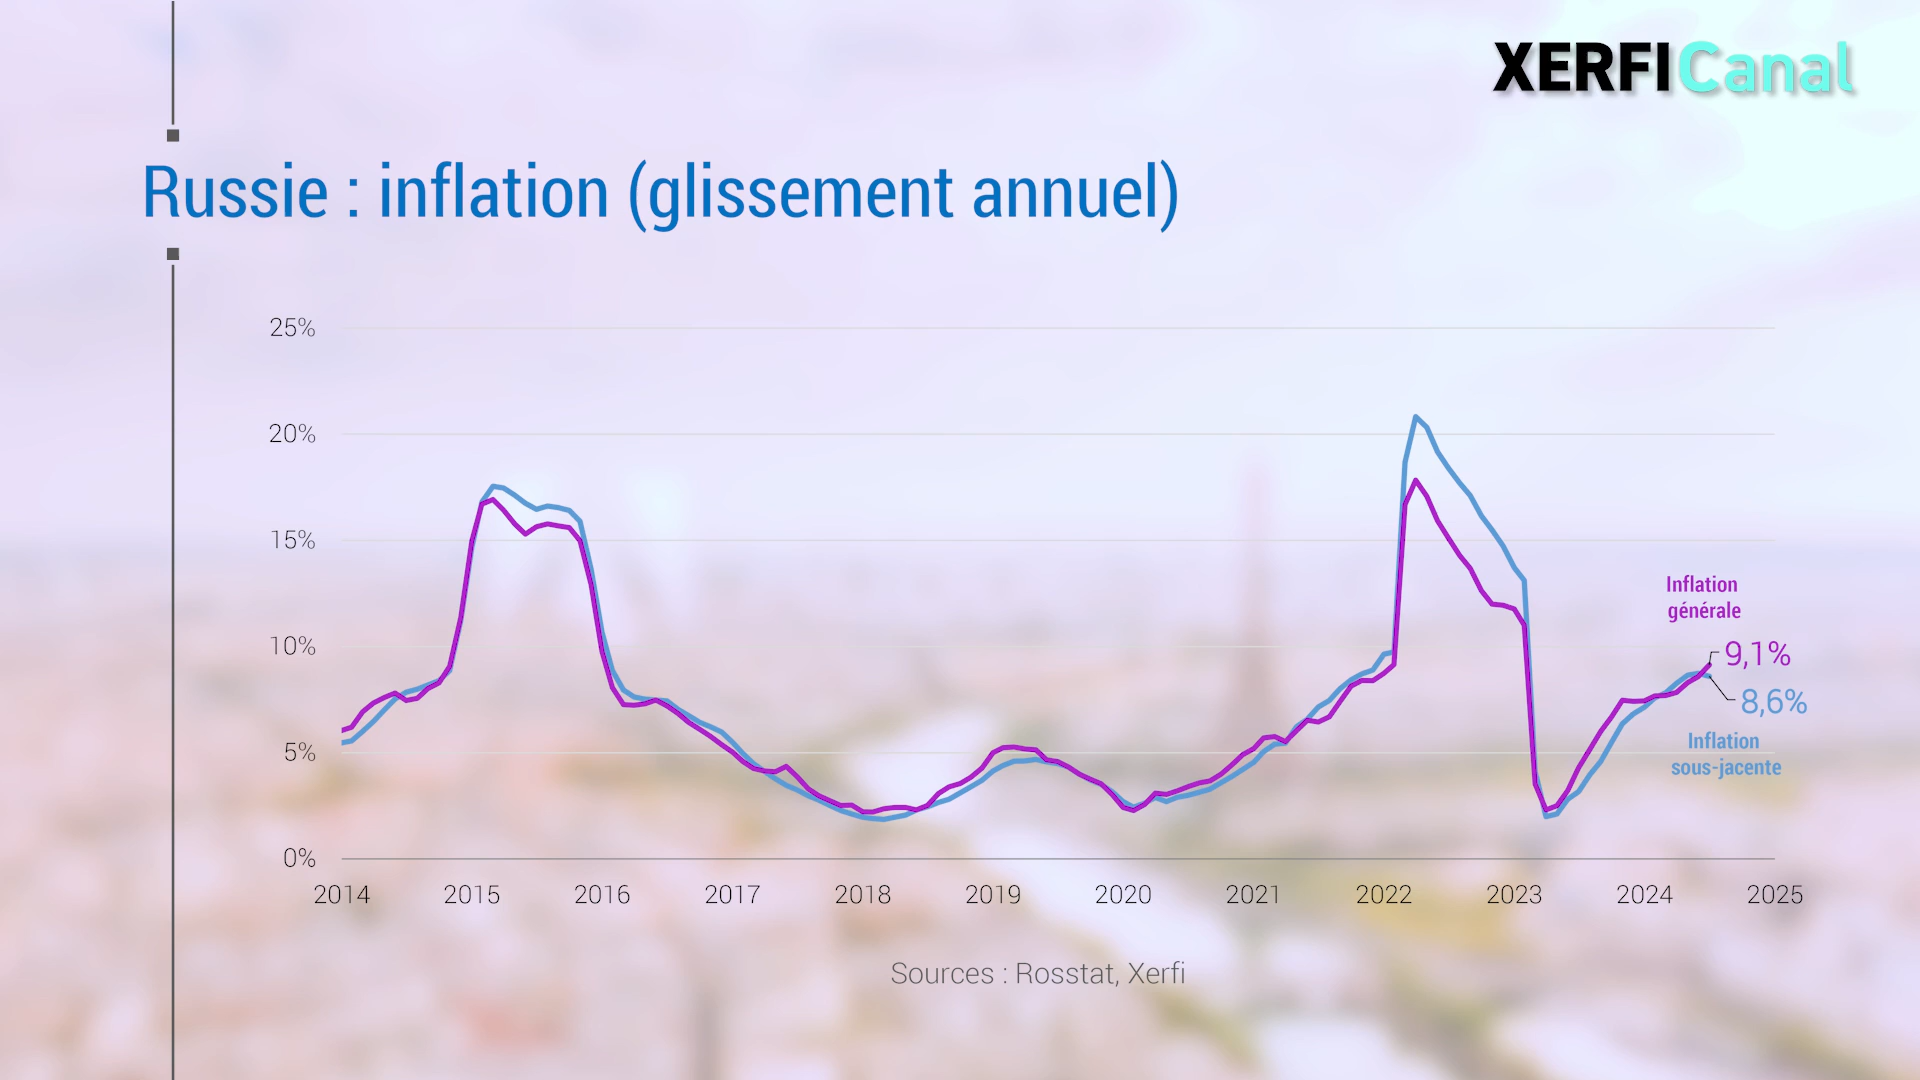 XERFI Canal
Russie : inflation (glissement annuel)
25%
20%
15%
10%
5%
0%
Inflation
générale
9,1%
8,6%
Inflation
sous-jacente
2014 2015 2016 2017 2018 2019 2020 2021 2022 2023 2024 2025
Sources : Rosstat, Xerfi